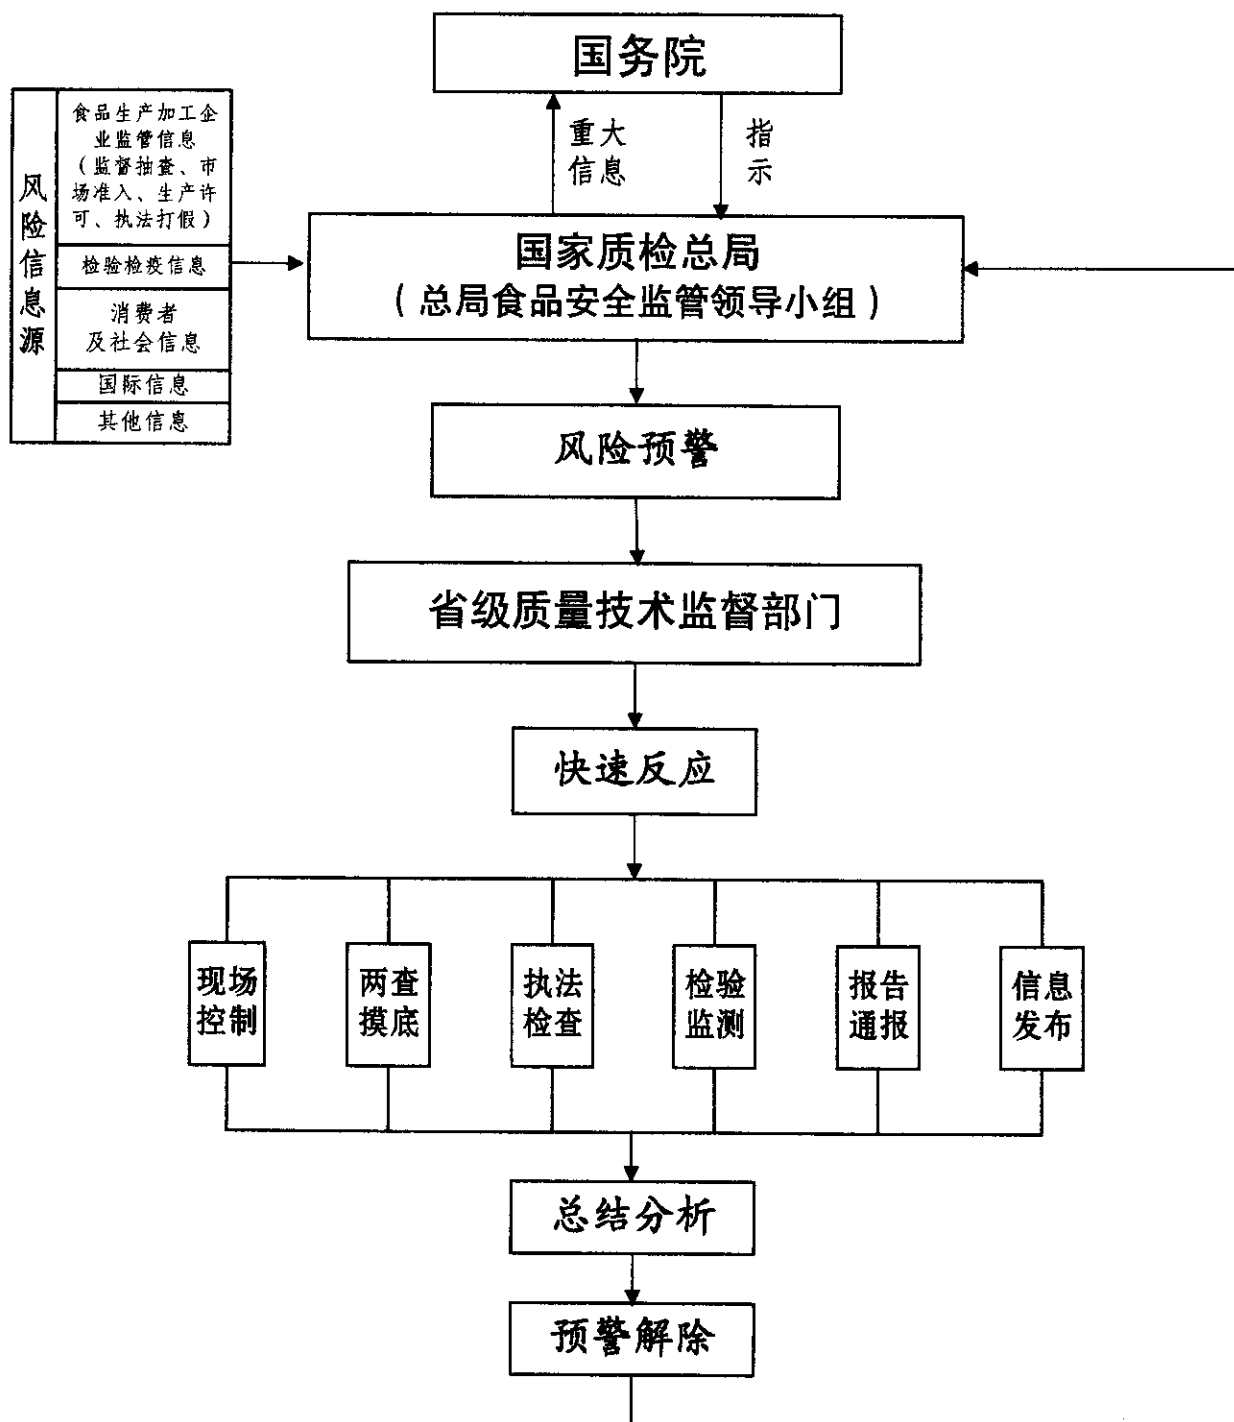 国务院
重大
信息
指
示
风
险
信
息
源
食品生产加工企
业监管信息
（监督抽查、市
场准入、生产许
可、执法打假）
检验检疫信息
消费者
及社会信息
国际信息
其他信息
国家质检总局
（总局食品安全监管领导小组）
风险预警
省级质量技术监督部门
快速反应
现场
控制
两查
摸底
执法
检查
检验
监测
报告
通报
信息
发布
总结分析
预警解除